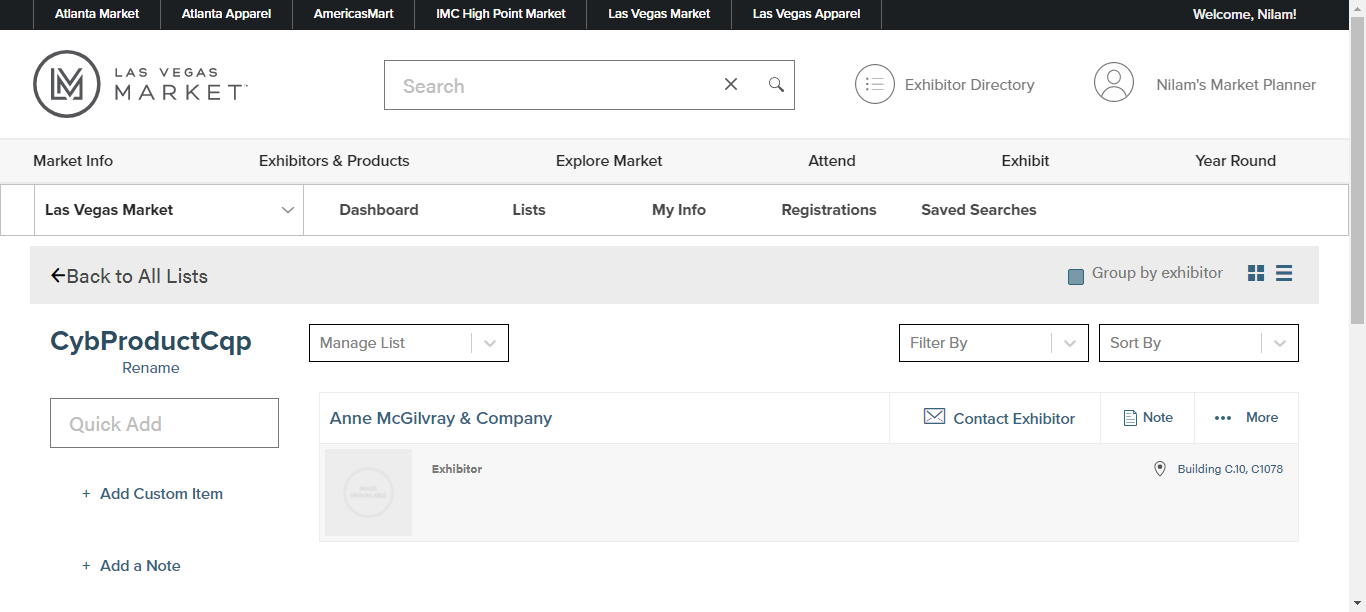 Atlanta Market Atlanta Apparel AmericasMart IMC High Point Market Las Vegas Market Las Vegas Apparel Welcome, Nilam!
LAS VEGAS
MARKET
Search
Exhibitor Directory
Nilam's Market Planner
Market Info Exhibitors & Products Explore Market Attend Exhibit Year Round
Las Vegas Market Dashboard Lists My Info Registrations Saved Searches
Back to All Lists Group by exhibitor
CybProductCqp
Rename
Manage List Filter By Sort By
Quick Add
+ Add Custom Item
+ Add a Note
Anne McGilvray & Company Contact Exhibitor Note ••• More
Exhibitor Building C.10, C1078